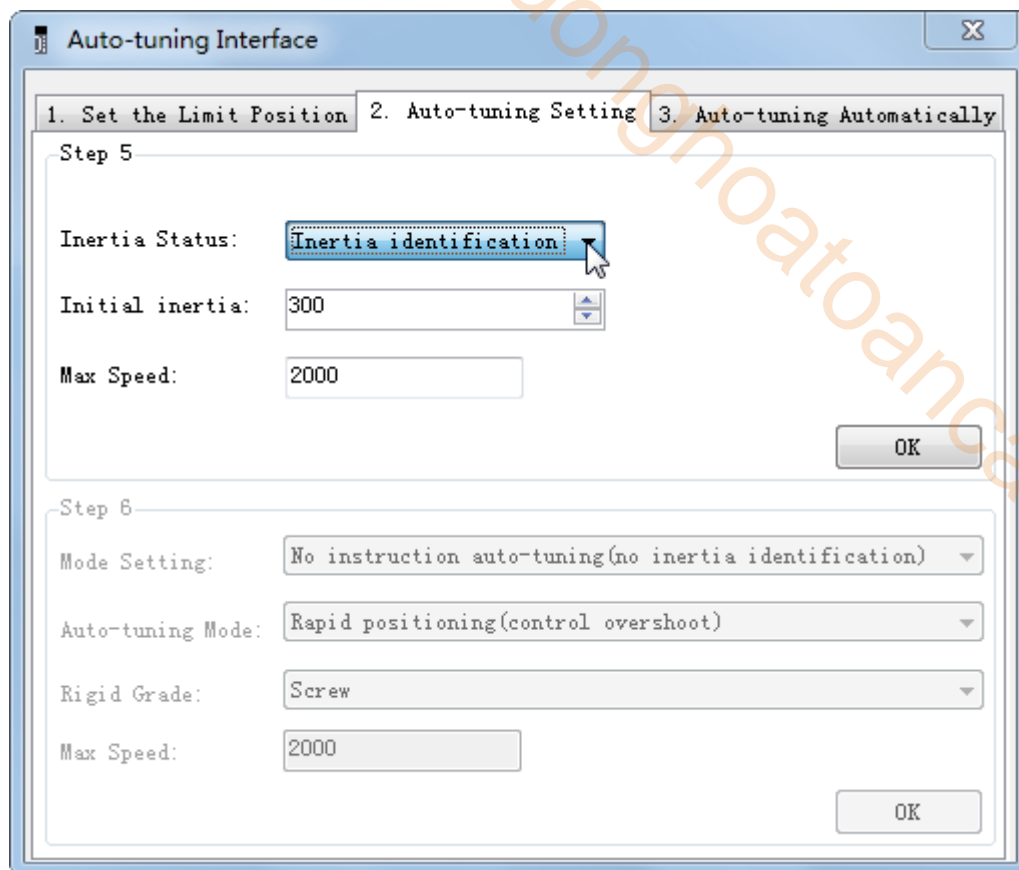 Auto-tuning Interface
1. Set the Limit Position 2. Auto-tuning Setting 3. Auto-tuning Automatically
Step 5
Inertia Status: Inertia identification
Initial inertia: 300
Max Speed: 2000
OK
Step 6
Mode Setting: No instruction auto-tuning(no inertia identification)
Auto-tuning Mode: Rapid positioning(control overshoot)
Rigid Grade: Screw
Max Speed: 2000
OK